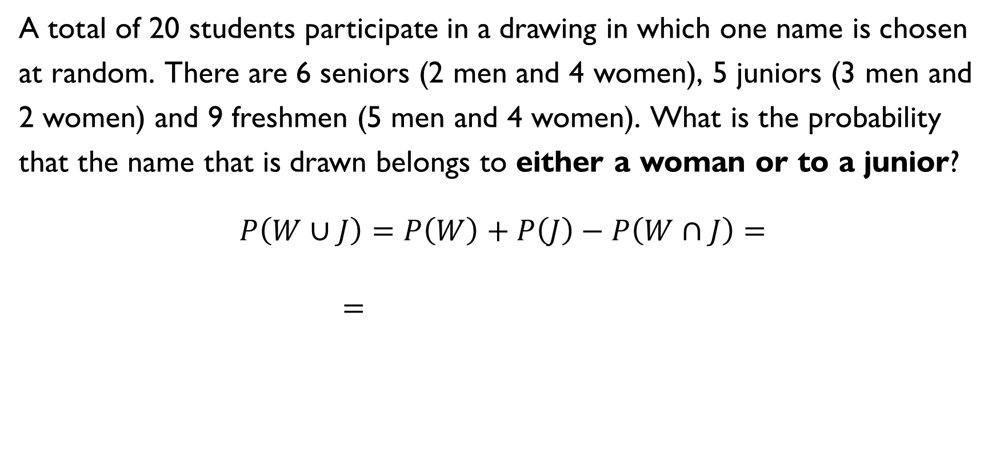 A total of 20 students participate in a drawing in which one name is chosen
at random. There are 6 seniors (2 men and 4 women), 5 juniors (3 men and
2 women) and 9 freshmen (5 men and 4 women). What is the probability
that the name that is drawn belongs to either a woman or to a junior?
𝑃(𝑊 ∪ 𝐽) = 𝑃(𝑊) + 𝑃(𝐽) − 𝑃(𝑊 ∩ 𝐽) =
=